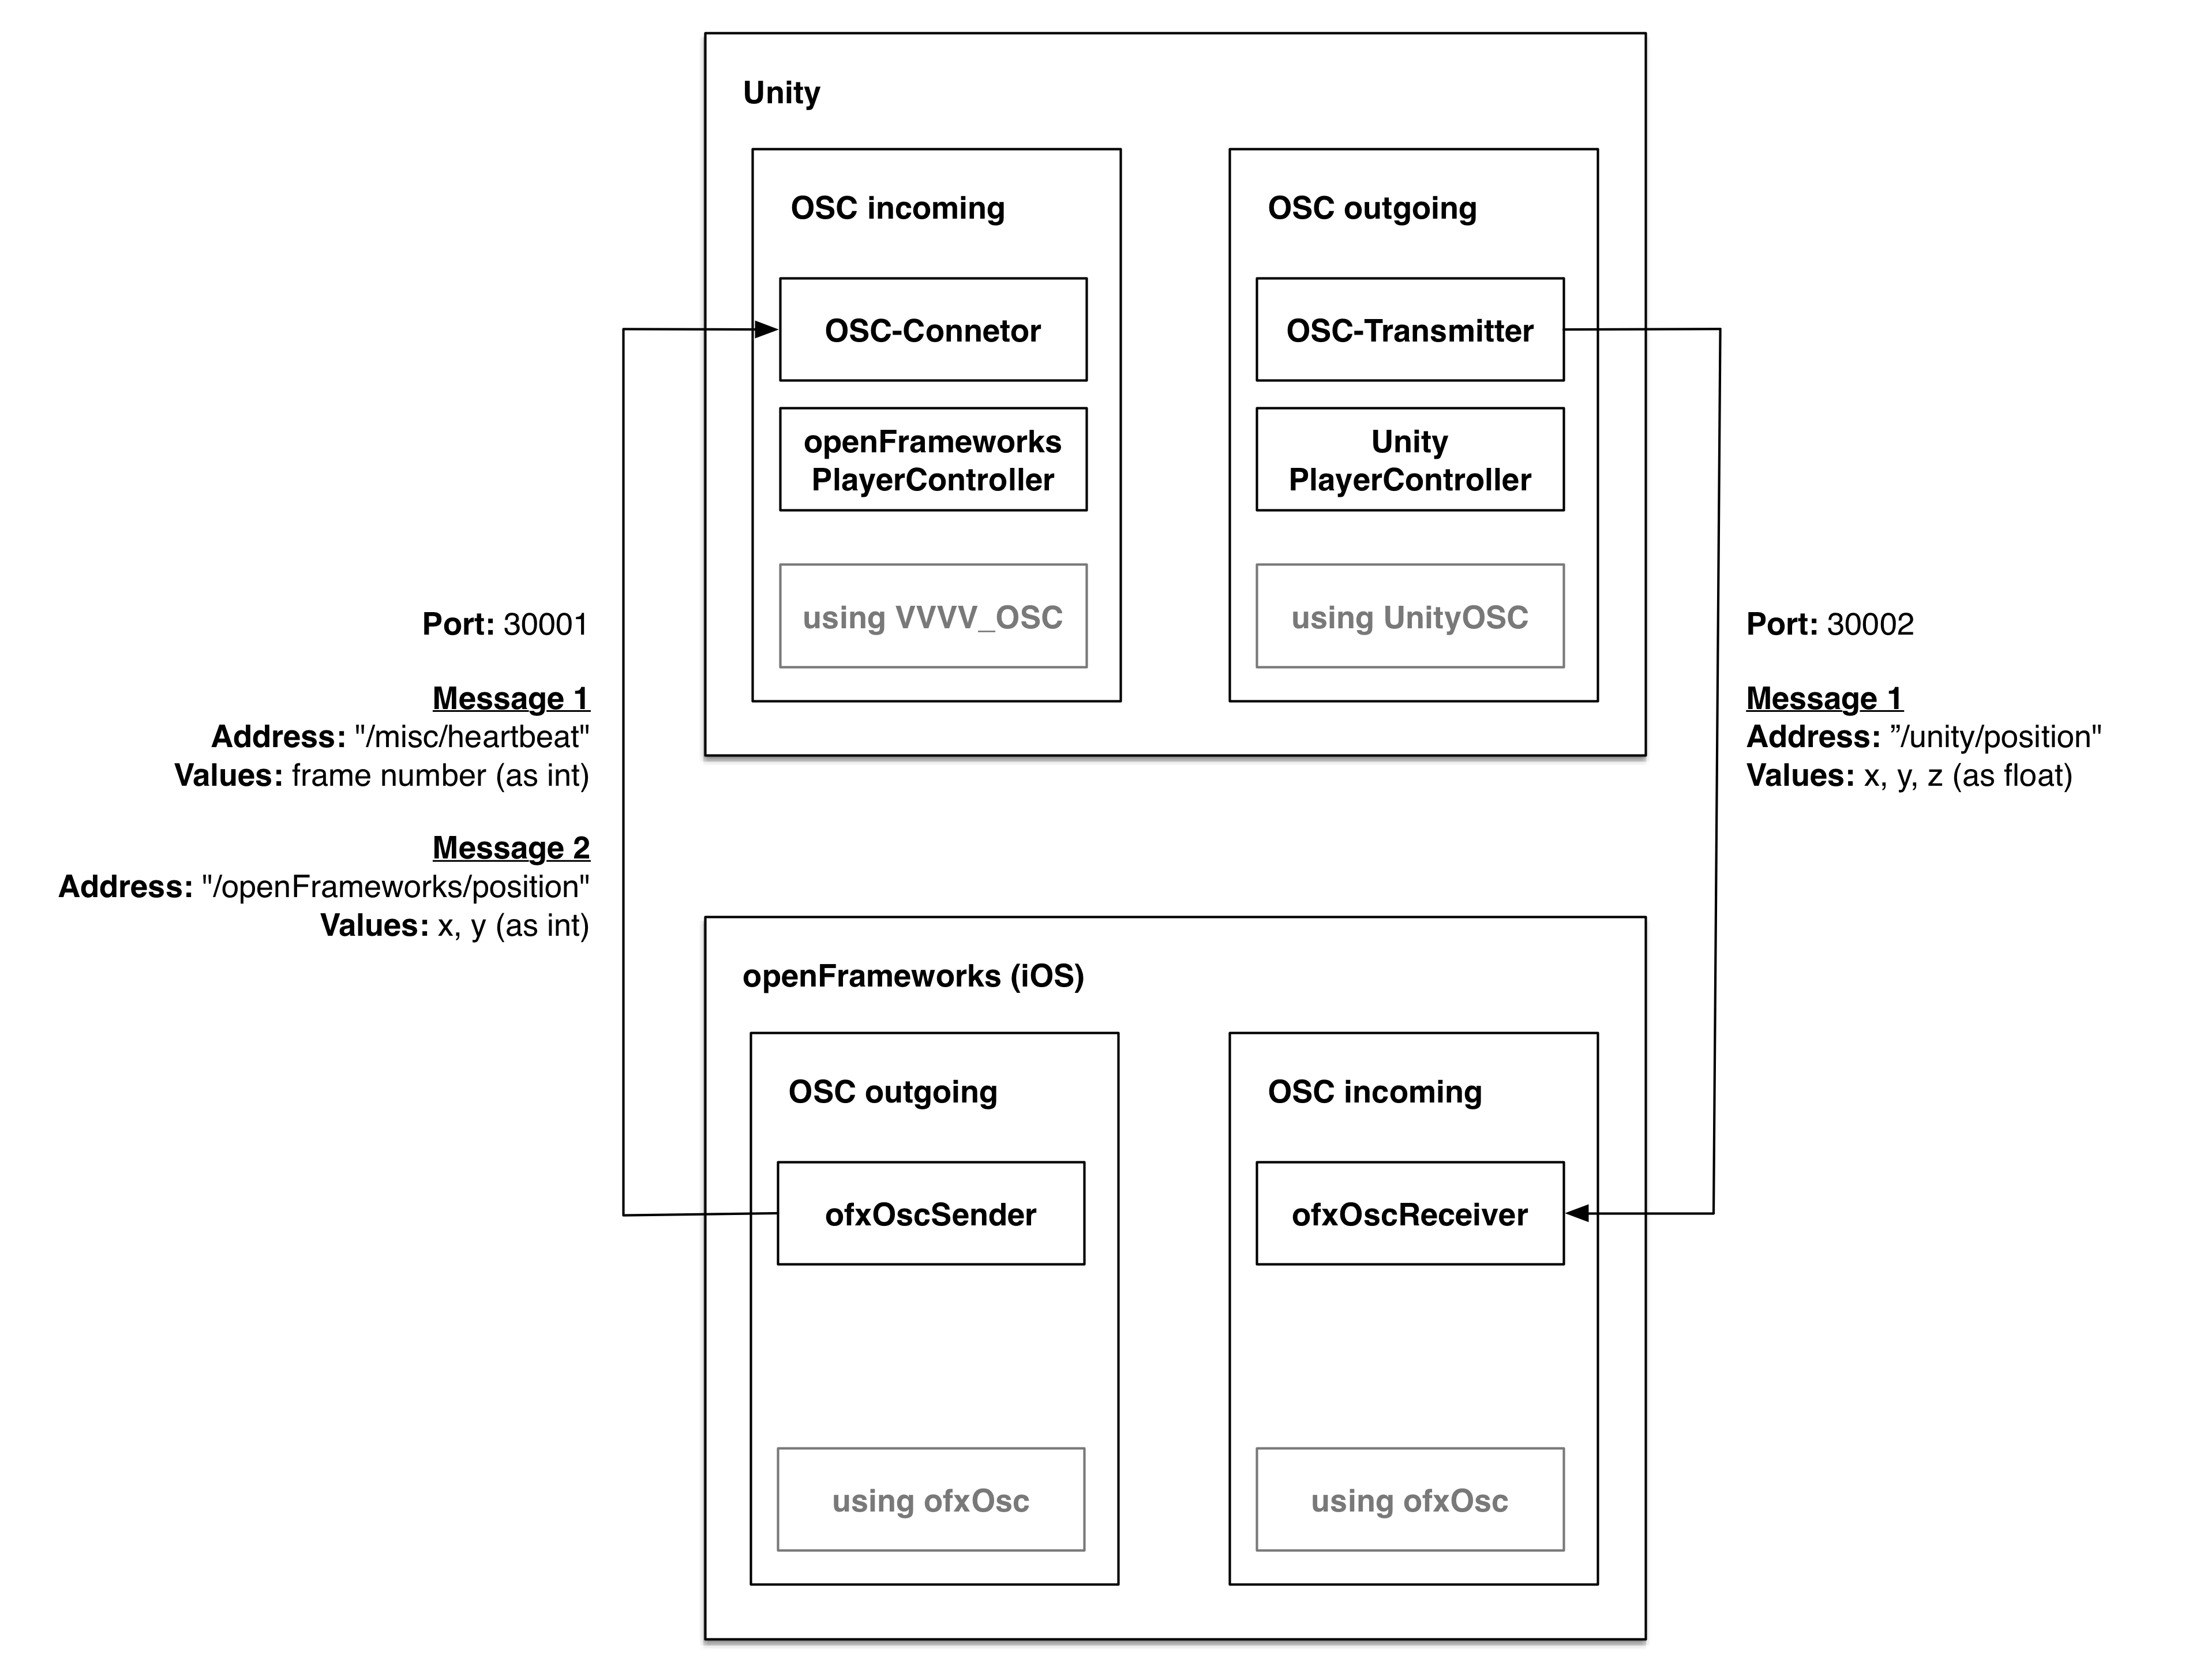 Unity
OSC incoming
OSC-Connetor
openFrameworks
PlayerController
using VVVV_OSC
OSC outgoing
OSC-Transmitter
Unity
PlayerController
using UnityOSC
Port: 30001
Message 1
Address: "/misc/heartbeat"
Values: frame number (as int)
Message 2
Address: "/openFrameworks/position"
Values: x, y (as int)
Port: 30002
Message 1
Address: ”/unity/position"
Values: x, y, z (as float)
openFrameworks (iOS)
OSC outgoing
ofxOscSender
using ofxOsc
OSC incoming
ofxOscReceiver
using ofxOsc